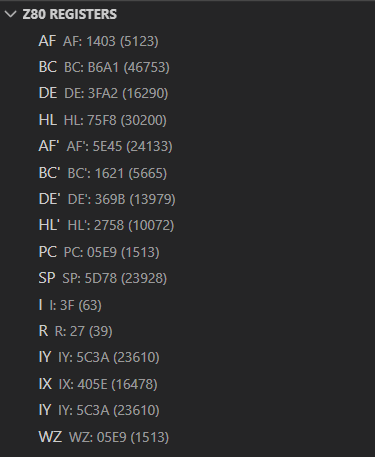 Z80 REGISTERS
AF AF: 1403 (5123)
BC BC: B6A1 (46753)
DE DE: 3FA2 (16290)
HL HL: 75F8 (30200)
AF' AF': 5E45 (24133)
BC' BC': 1621 (5665)
DE' DE': 369B (13979)
HL' HL': 2758 (10072)
PC PC: 05E9 (1513)
SP SP: 5D78 (23928)
I I: 3F (63)
R R: 27 (39)
IY IY: 5C3A (23610)
IX IX: 405E (16478)
IY IY: 5C3A (23610)
WZ WZ: 05E9 (1513)